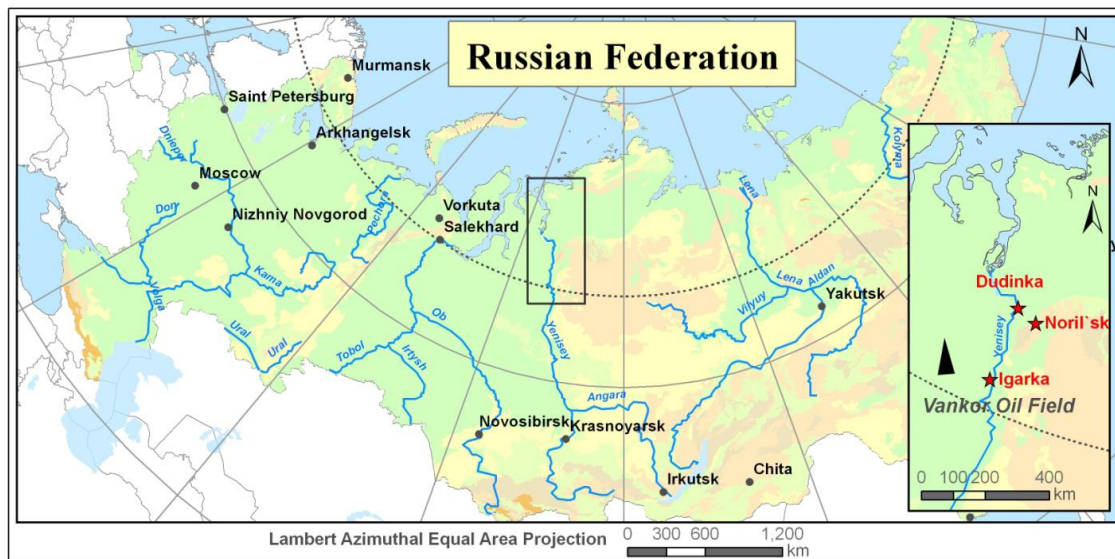 Russian Federation
N
Murmansk
Saint Petersburg
Arkhangelsk
Dnieper
Moscow
Don
Nizhniy Novgorod
Pechora
Vorkuta
Salekhard
Kama
Volga
Ural
Ural
Ob
Tobol
Irtysh
Yenisey
Angara
Novosibirsk
Krasnoyarsk
Irkutsk
Chita
Lena
Lena
Aldan
Vilyuy
Yakutsk
Kolyma
N
Dudinka
Noril`sk
Yenisey
Igarka
Vankor Oil Field
0 100 200 400
km
Lambert Azimuthal Equal Area Projection
0 300 600 1,200
km